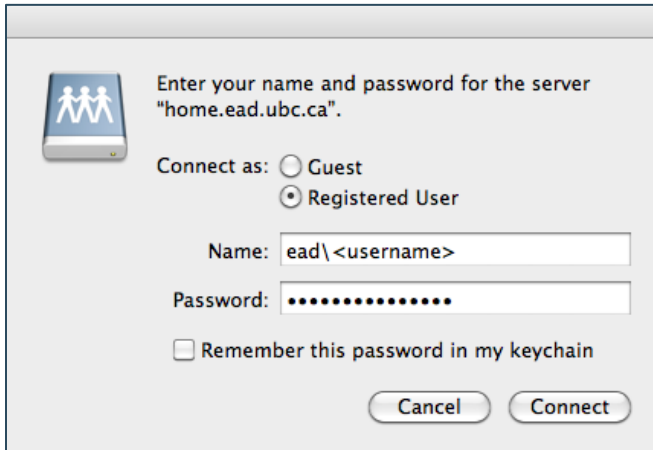 Enter your name and password for the server
“home.ead.ubc.ca”.
Connect as: Guest
Registered User
Name: ead\<username>
Password: •••••••••••••••
Remember this password in my keychain
Cancel Connect